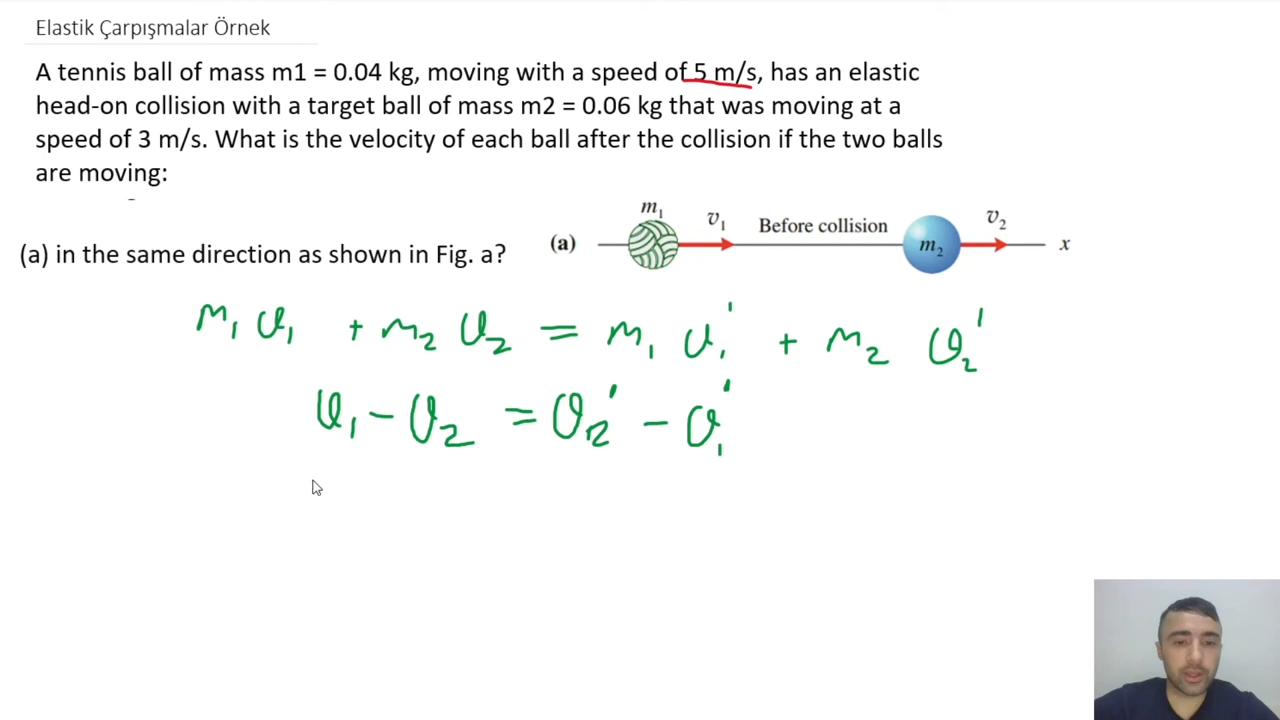 Elastik Çarpışmalar Örnek
A tennis ball of mass m1 = 0.04 kg, moving with a speed of 5 m/s, has an elastic
head-on collision with a target ball of mass m2 = 0.06 kg that was moving at a
speed of 3 m/s. What is the velocity of each ball after the collision if the two balls
are moving:
(a) in the same direction as shown in Fig. a?
(a) m₁ v₁ Before collision m₂ v₂ x
m₁ v₁ + m₂ v₂ = m₁ v₁' + m₂ v₂'
v₁ - v₂ = v₂' - v₁'